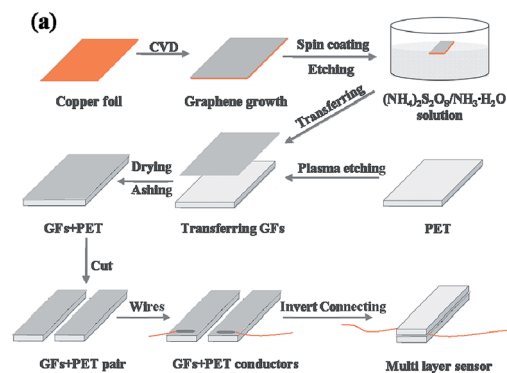 (a)
CVD
Spin coating
Etching
Copper foil
Graphene growth
(NH₄)₂S₂O₈/NH₃·H₂O
solution
Transferring
Drying
Ashing
Plasma etching
GFs+PET
Transferring GFs
PET
Cut
Wires
Invert Connecting
GFs+PET pair
GFs+PET conductors
Multi layer sensor